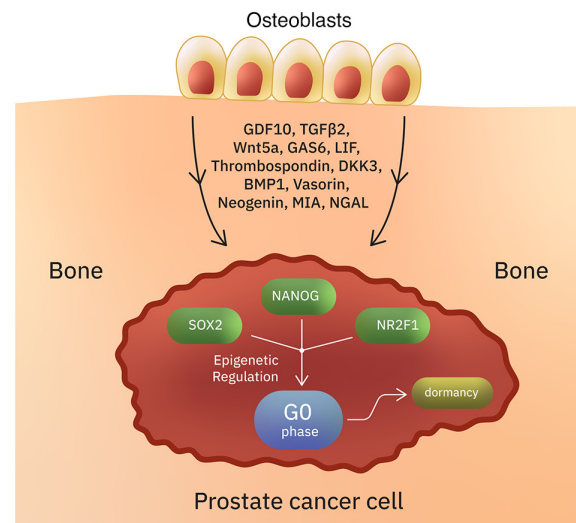 Osteoblasts
GDF10, TGFβ2,
Wnt5a, GAS6, LIF,
Thrombospondin, DKK3,
BMP1, Vasorin,
Neogenin, MIA, NGAL
Bone
Bone
NANOG
SOX2
NR2F1
Epigenetic
Regulation
G0
phase
dormancy
Prostate cancer cell